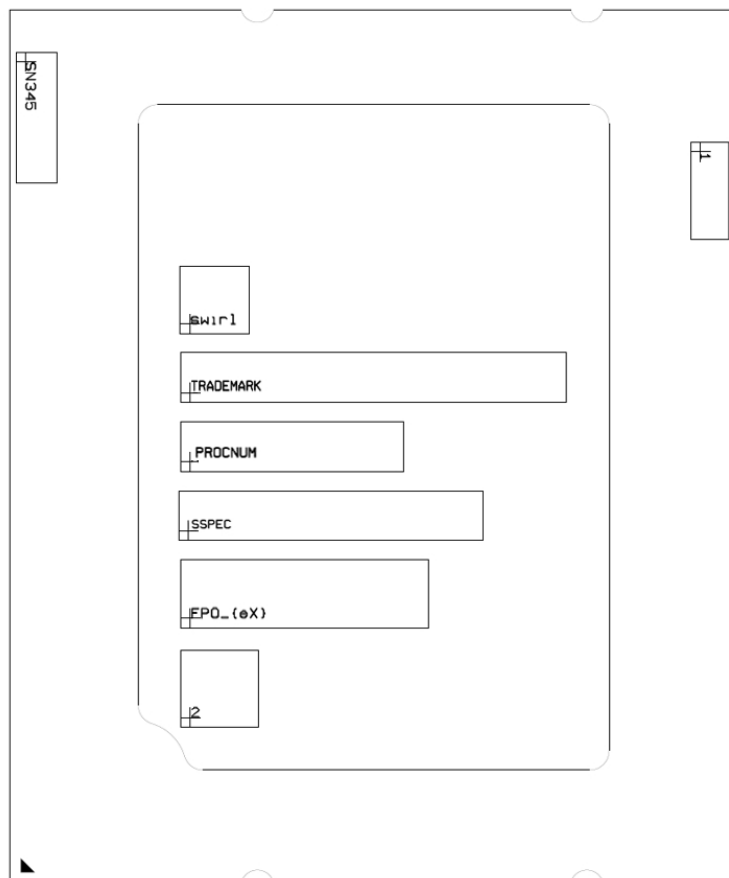 SN345
1
swirl
TRADEMARK
PROCNUM
SSPEC
FPO_{eX}
2